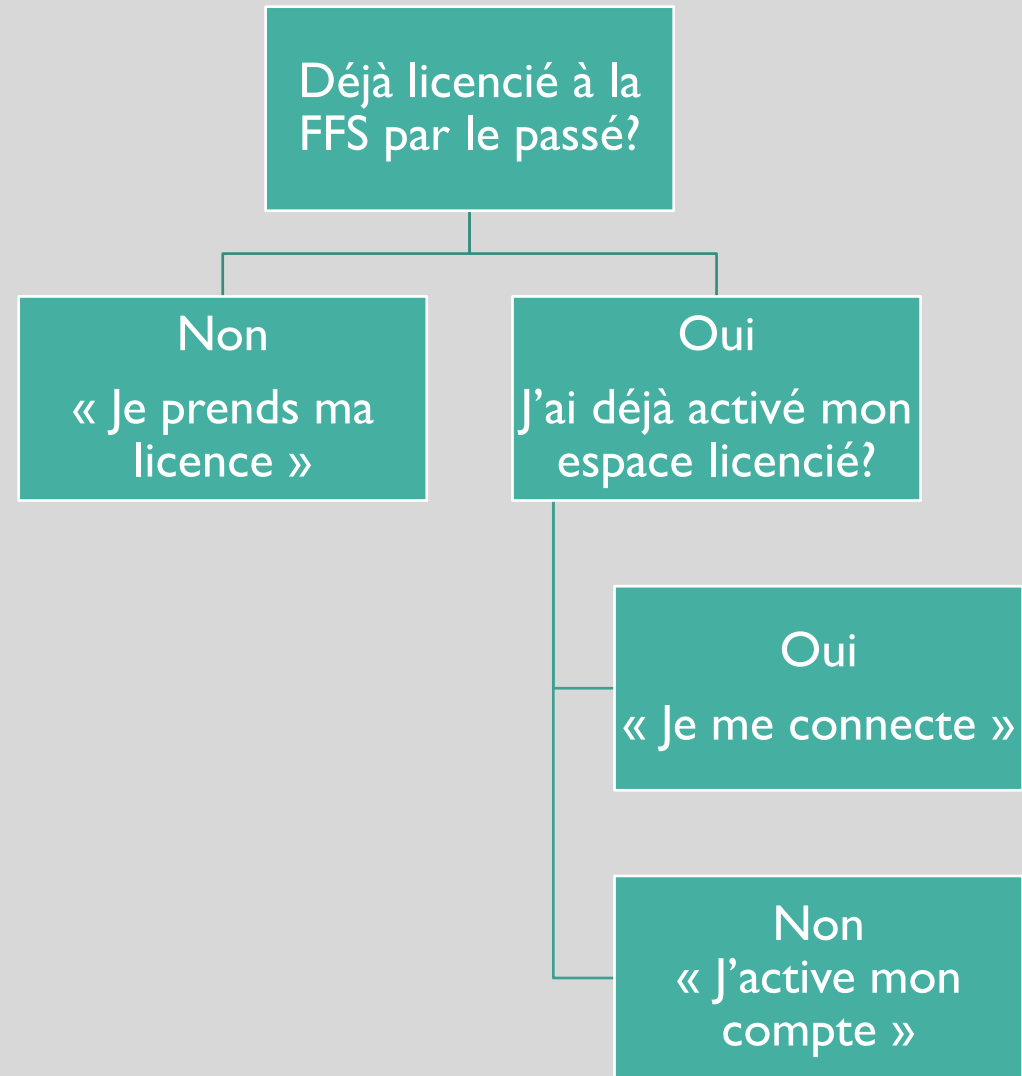 Déjà licencié à la
FFS par le passé?
Non
« Je prends ma
licence »
Oui
J’ai déjà activé mon
espace licencié?
Oui
« Je me connecte »
Non
« J’active mon
compte »